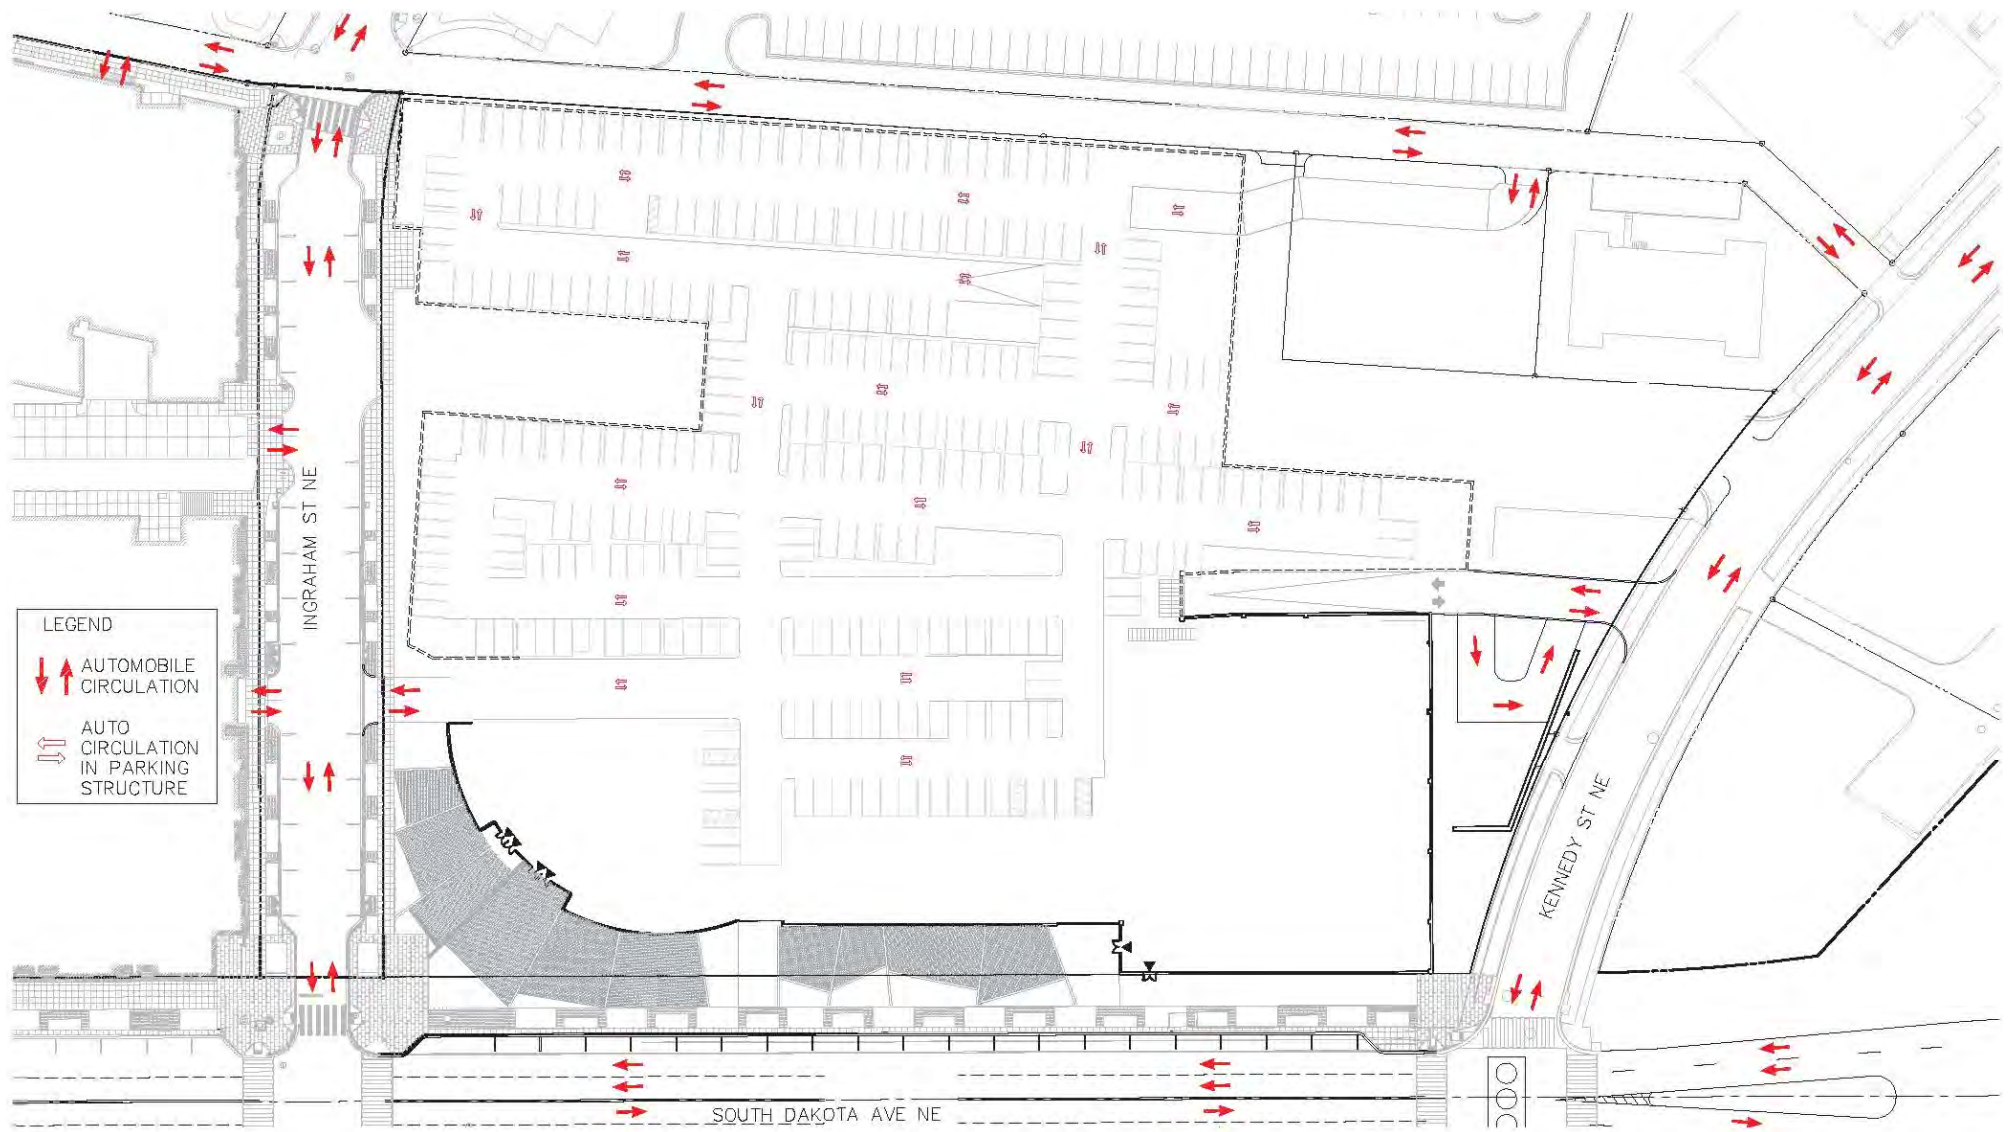 INGRAHAM ST NE
LEGEND
AUTOMOBILE
CIRCULATION
AUTO
CIRCULATION
IN PARKING
STRUCTURE
KENNEDY ST NE
SOUTH DAKOTA AVE NE